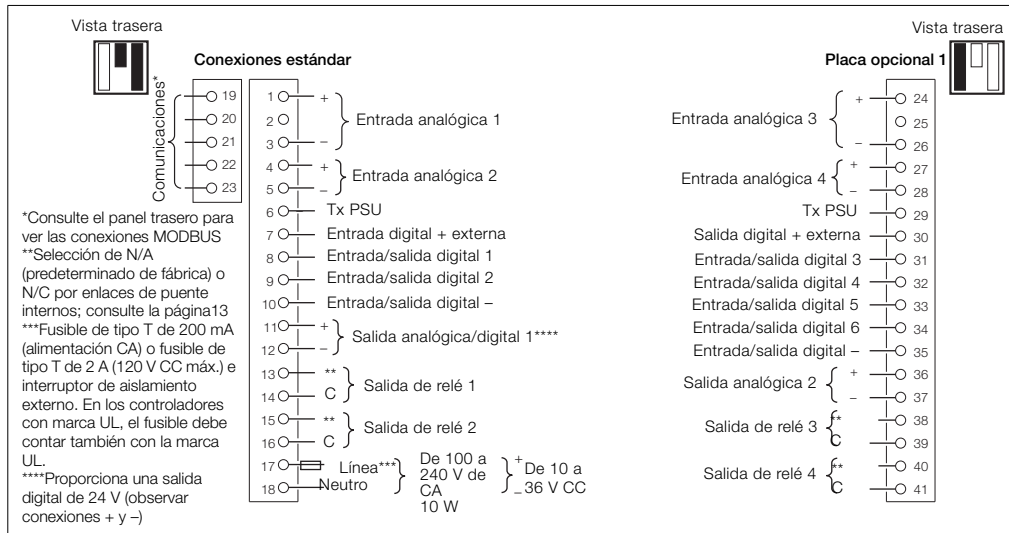 Vista trasera
Conexiones estándar
Comunicaciones*
19
20
21
22
23
1 + Entrada analógica 1
2
3 –
4 + Entrada analógica 2
5 –
6 Tx PSU
7 Entrada digital + externa
8 Entrada/salida digital 1
9 Entrada/salida digital 2
10 Entrada/salida digital –
11 + Salida analógica/digital 1****
12 –
13 ** Salida de relé 1
14 C
15 ** Salida de relé 2
16 C
17 Línea***
18 Neutro
De 100 a
240 V de
CA
10 W
+ De 10 a
– 36 V CC
*Consulte el panel trasero para
ver las conexiones MODBUS
**Selección de N/A
(predeterminado de fábrica) o
N/C por enlaces de puente
internos; consulte la página13
***Fusible de tipo T de 200 mA
(alimentación CA) o fusible de
tipo T de 2 A (120 V CC máx.) e
interruptor de aislamiento
externo. En los controladores
con marca UL, el fusible debe
contar también con la marca
UL.
****Proporciona una salida
digital de 24 V (observar
conexiones + y –)
Vista trasera
Placa opcional 1
Entrada analógica 3 + 24
25
– 26
Entrada analógica 4 + 27
– 28
Tx PSU 29
Salida digital + externa 30
Entrada/salida digital 3 31
Entrada/salida digital 4 32
Entrada/salida digital 5 33
Entrada/salida digital 6 34
Entrada/salida digital – 35
Salida analógica 2 + 36
– 37
Salida de relé 3 ** 38
C 39
Salida de relé 4 ** 40
C 41